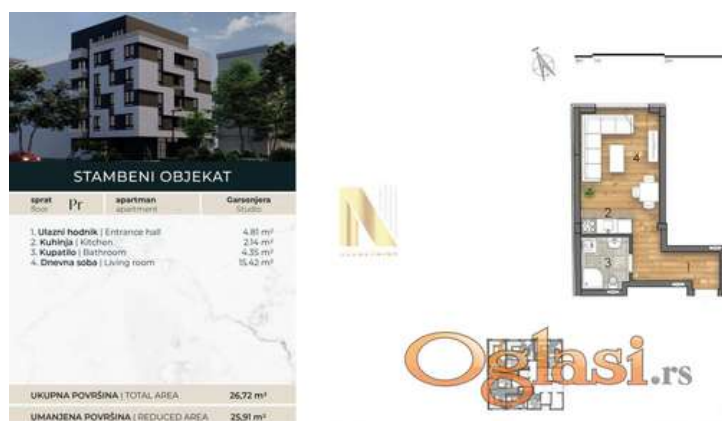 STAMBENI OBJEKAT
sprat apartman Garsonjera
floor Pr apartment Studio
1. Ulazni hodnik | Entrance hall 4.81 m²
2. Kuhinja | Kitchen 2.14 m²
3. Kupatilo | Bathroom 4.35 m²
4. Dnevna soba | Living room 15.42 m²
UKUPNA POVRŠINA | TOTAL AREA 26,72 m²
UMANJENA POVRŠINA | REDUCED AREA 25,91 m²
N
4
2
3
1
Oglasi.rs